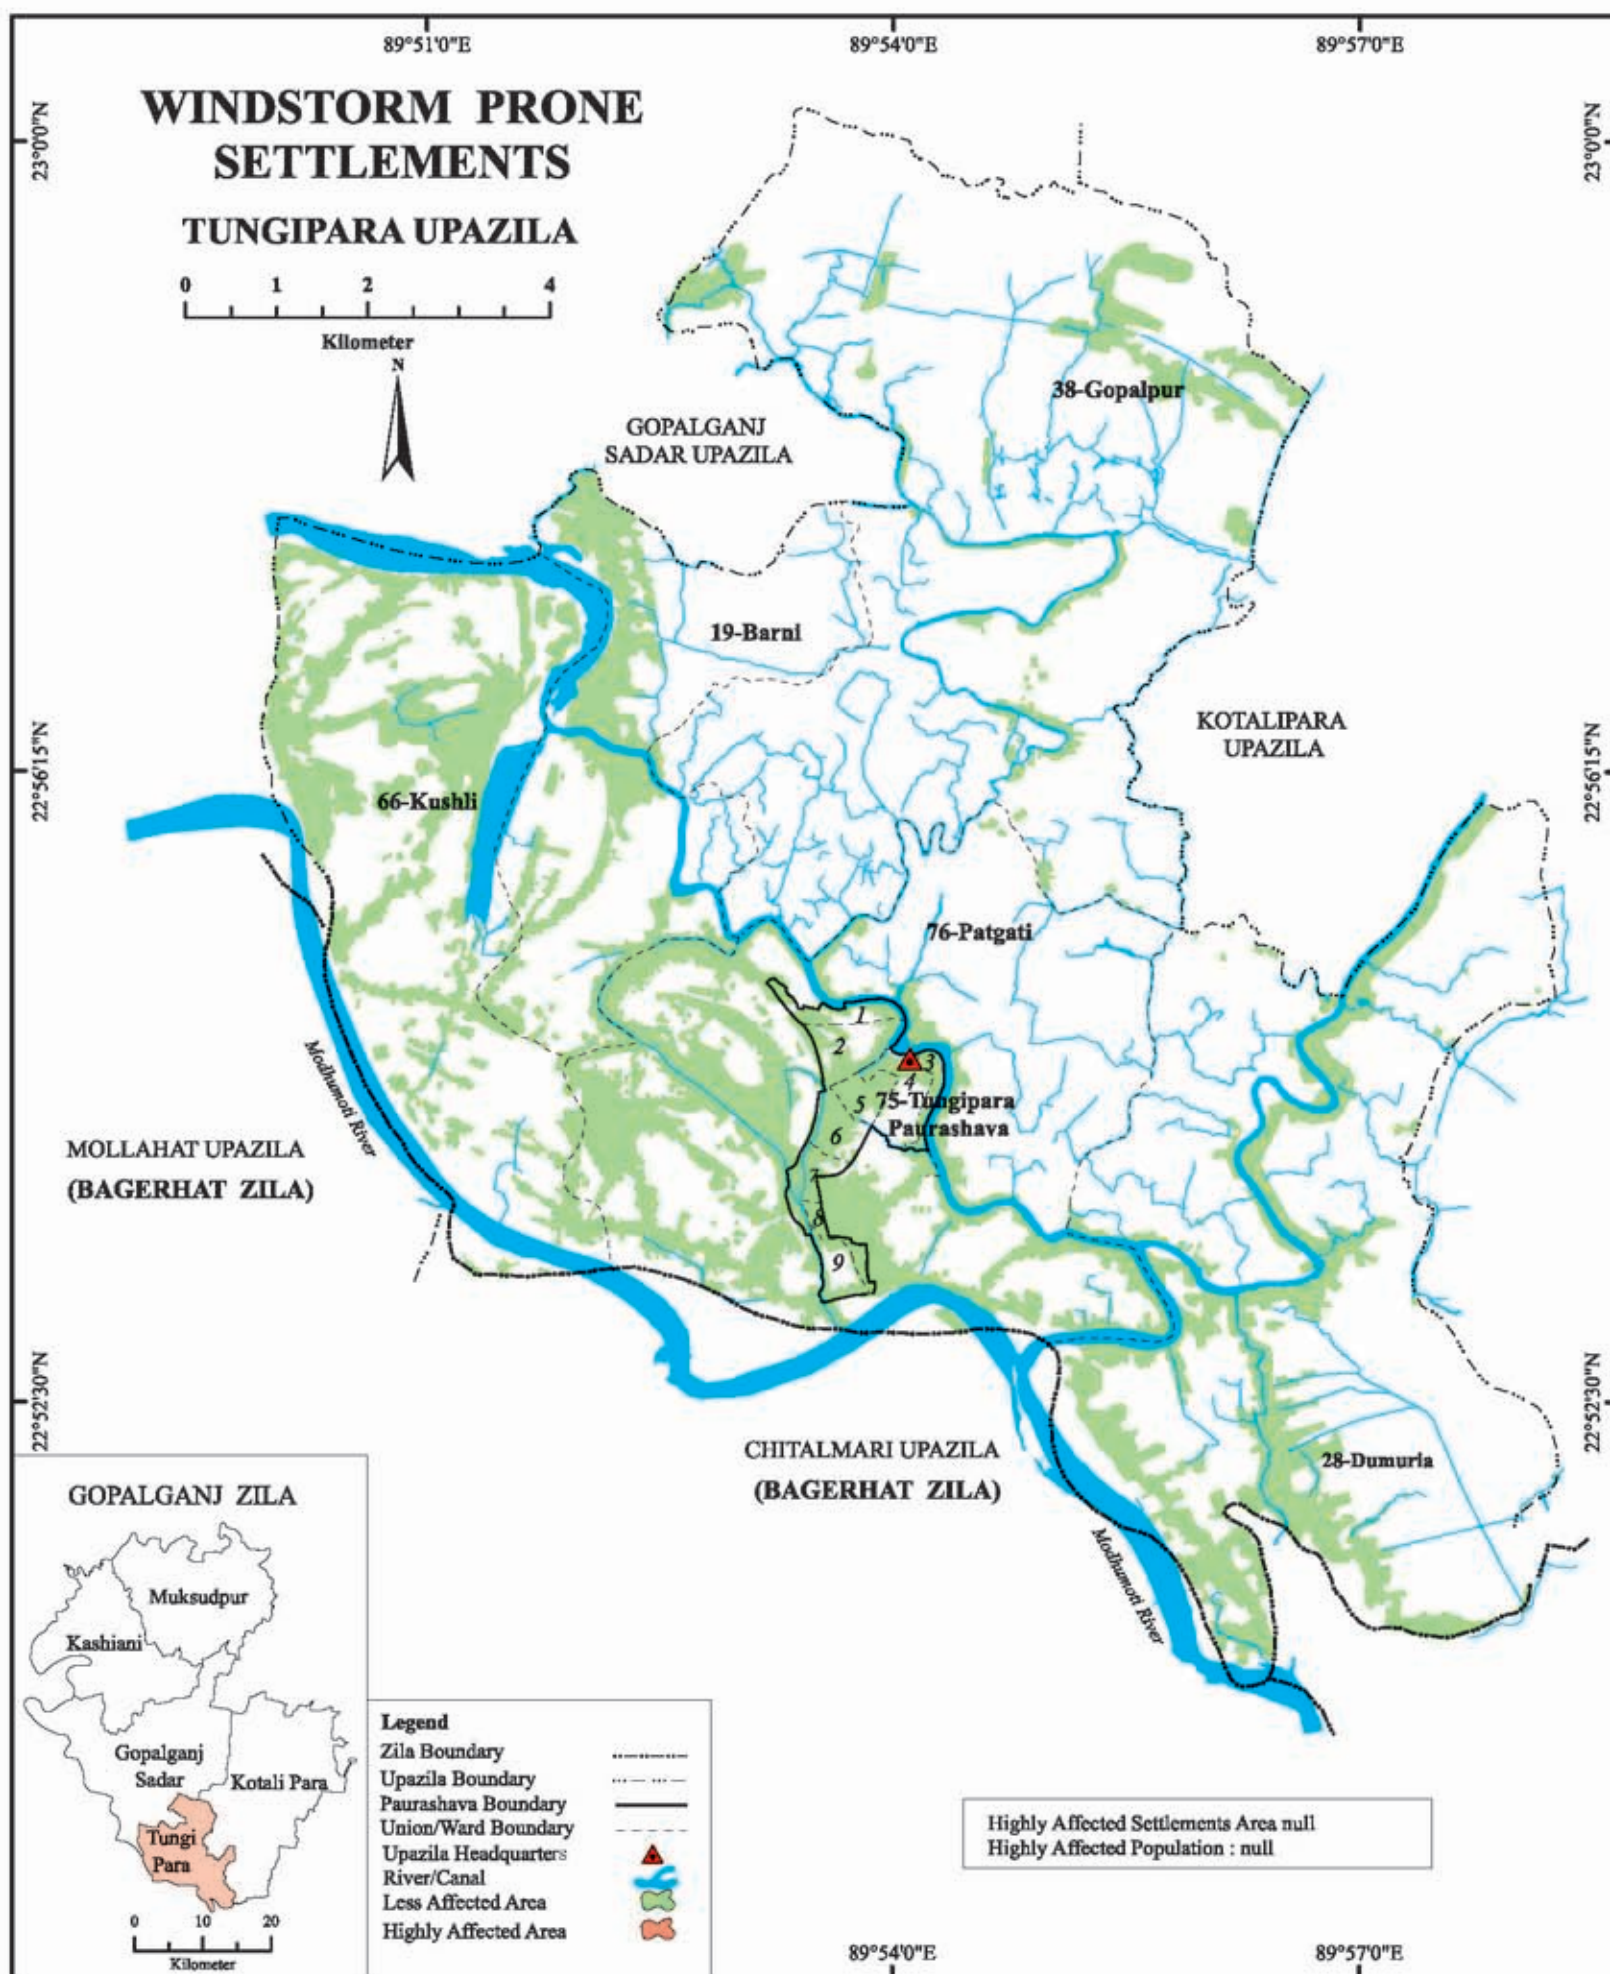 89°51'0"E
89°54'0"E
89°57'0"E
WINDSTORM PRONE
SETTLEMENTS
TUNGIPARA UPAZILA
0 1 2 4
Kilometer
N
23°0'0"N
23°0'0"N
38-Gopalpur
GOPALGANJ
SADAR UPAZILA
19-Barni
KOTALIPARA
UPAZILA
22°56'15"N
22°56'15"N
66-Kushli
76-Patgati
1
2
3
4
5
75-Tungipara
Paurashava
6
7
8
9
Modhumoti River
MOLLAHAT UPAZILA
(BAGERHAT ZILA)
22°52'30"N
22°52'30"N
CHITALMARI UPAZILA
(BAGERHAT ZILA)
28-Dumuria
Modhumoti River
GOPALGANJ ZILA
Muksudpur
Kashiani
Gopalganj
Sadar
Kotali Para
Tungi
Para
0 10 20
Kilometer
Legend
Zila Boundary
Upazila Boundary
Paurashava Boundary
Union/Ward Boundary
Upazila Headquarters
River/Canal
Less Affected Area
Highly Affected Area
Highly Affected Settlements Area null
Highly Affected Population : null
89°54'0"E
89°57'0"E